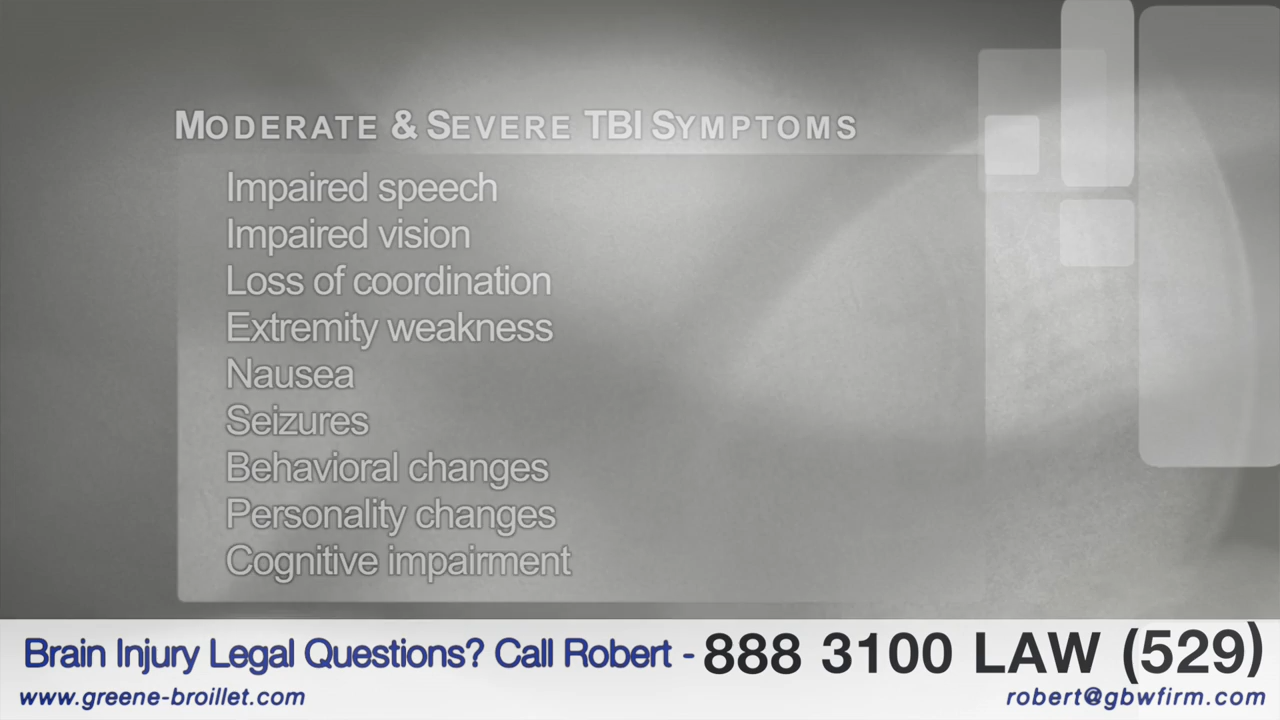 MODERATE & SEVERE TBI SYMPTOMS
Impaired speech
Impaired vision
Loss of coordination
Extremity weakness
Nausea
Seizures
Behavioral changes
Personality changes
Cognitive impairment
Brain Injury Legal Questions? Call Robert - 888 3100 LAW (529)
www.greene-broillet.com robert@gbwfirm.com